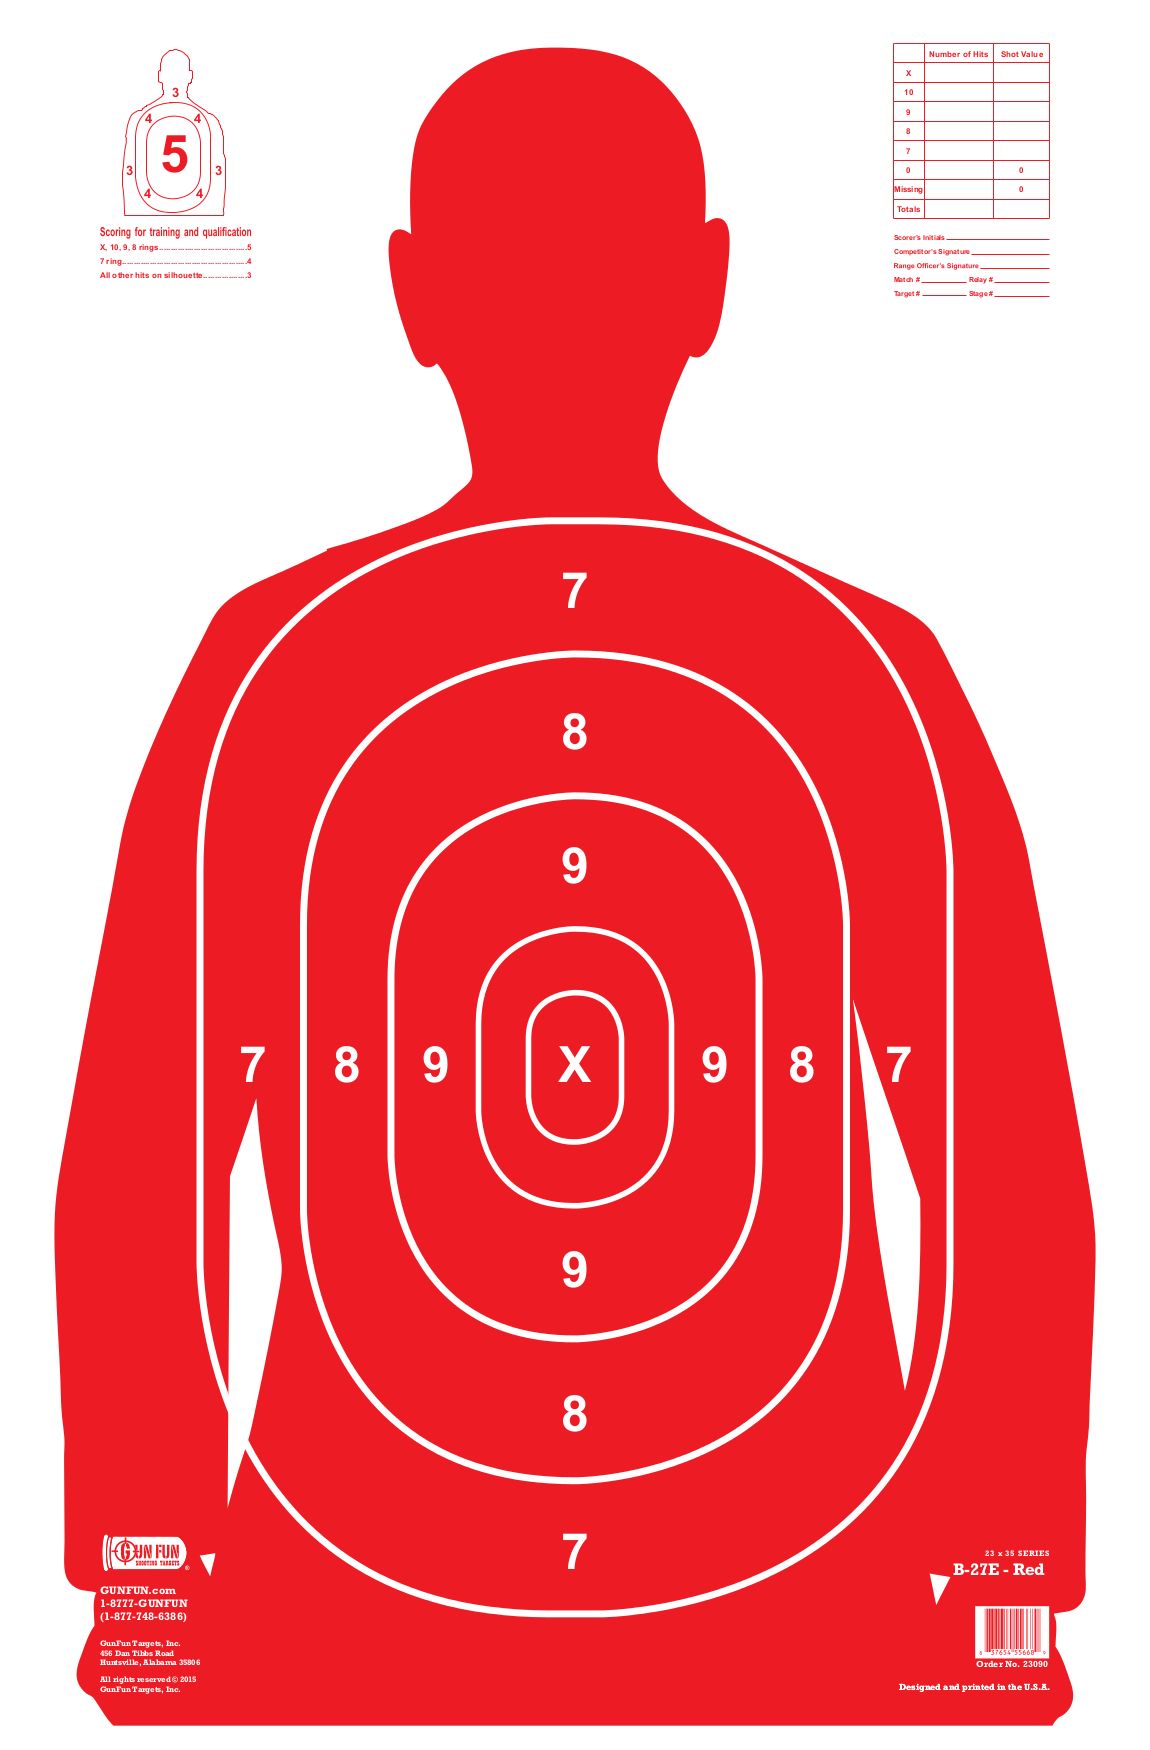 3
4 4
5
3 3
4 4
Scoring for training and qualification
X, 10, 9, 8 rings.....................................5
7 ring.....................................................4
All other hits on silhouette..................3
Number of Hits Shot Value
X
10
9
8
7
0 0
Missing 0
Totals
Scorer's Initials
Competitor's Signature
Range Officer's Signature
Match # Relay #
Target # Stage #
7
8
9
7 8 9 X 9 8 7
9
8
7
GUN FUN
SHOOTING TARGETS
®
GUNFUN.com
1-8777-GUNFUN
(1-877-748-6386)
GunFun Targets, Inc.
456 Dan Tibbs Road
Huntsville, Alabama 35806
All rights reserved © 2015
GunFun Targets, Inc.
23 x 35 SERIES
B-27E - Red
Order No. 23090
Designed and printed in the U.S.A.